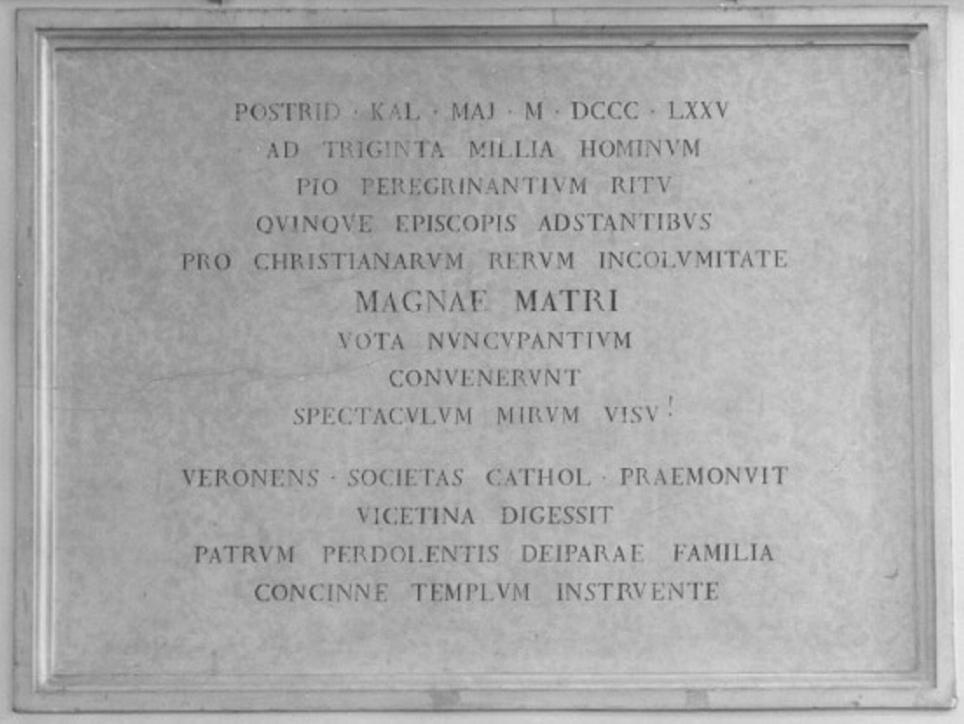 POSTRID · KAL · MAJ · M · DCCC · LXXV
AD TRIGINTA MILLIA HOMINVM
PIO PEREGRINANTIVM RITV
QVINQVE EPISCOPIS ADSTANTIBVS
PRO CHRISTIANARVM RERVM INCOLVMITATE
MAGNAE MATRI
VOTA NVNCVPANTIVM
CONVENERVNT
SPECTACVLVM MIRVM VISV!
VERONENS · SOCIETAS CATHOL · PRAEMONVIT
VICETINA DIGESSIT
PATRVM PERDOLENTIS DEIPARAE FAMILIA
CONCINNE TEMPLVM INSTRVENTE